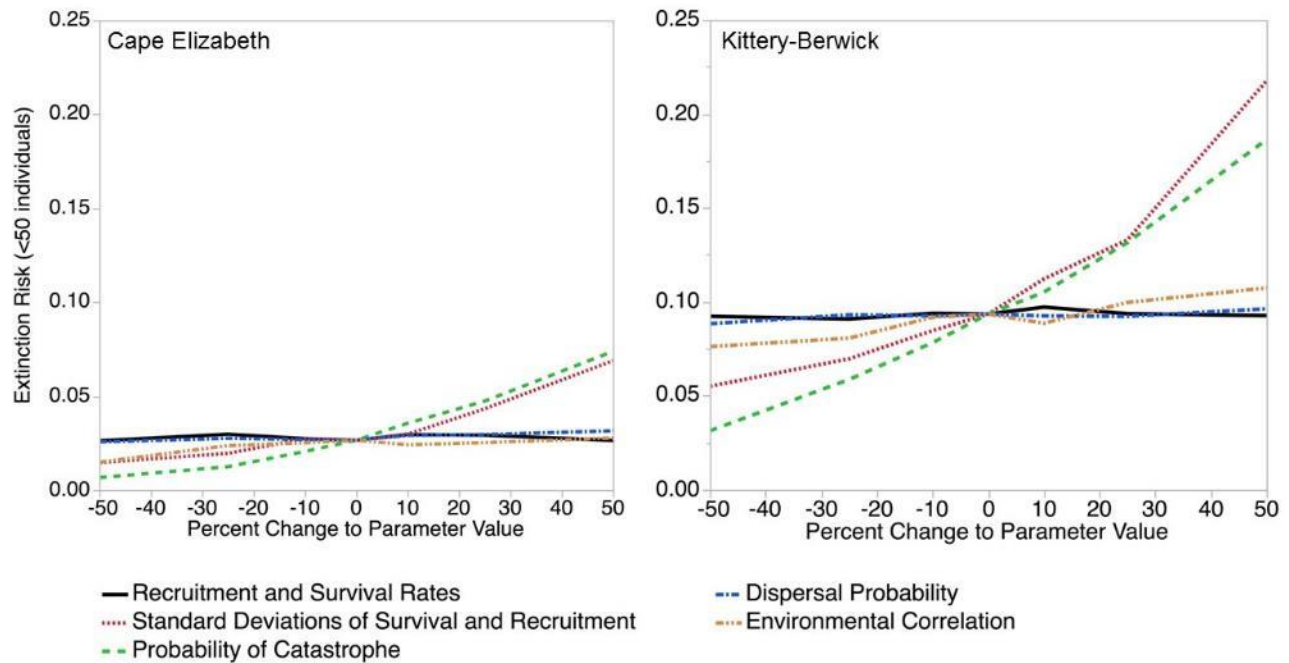 Cape Elizabeth
Kittery-Berwick
Extinction Risk (<50 individuals)
0.25
0.20
0.15
0.10
0.05
0.00
-50 -40 -30 -20 -10 0 10 20 30 40 50
Percent Change to Parameter Value
0.25
0.20
0.15
0.10
0.05
0.00
-50 -40 -30 -20 -10 0 10 20 30 40 50
Percent Change to Parameter Value
Recruitment and Survival Rates
Standard Deviations of Survival and Recruitment
Probability of Catastrophe
Dispersal Probability
Environmental Correlation